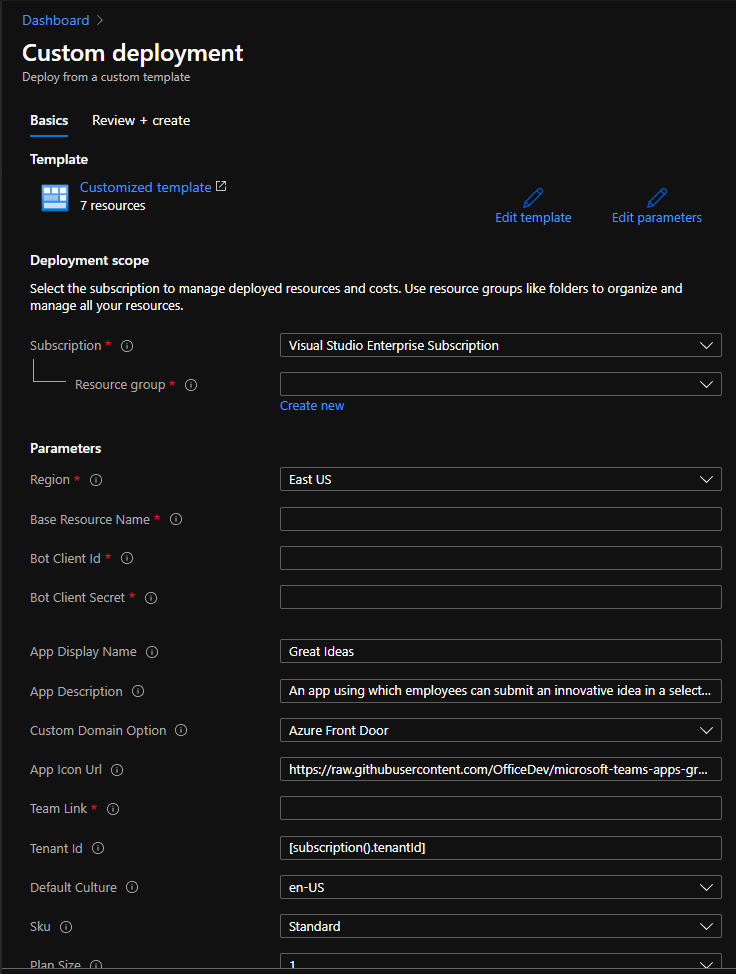 Dashboard >
Custom deployment
Deploy from a custom template
Basics Review + create
Template
Customized template
7 resources
Edit template Edit parameters
Deployment scope
Select the subscription to manage deployed resources and costs. Use resource groups like folders to organize and
manage all your resources.
Subscription * Visual Studio Enterprise Subscription
Resource group *
Create new
Parameters
Region * East US
Base Resource Name *
Bot Client Id *
Bot Client Secret *
App Display Name Great Ideas
App Description An app using which employees can submit an innovative idea in a select...
Custom Domain Option Azure Front Door
App Icon Url https://raw.githubusercontent.com/OfficeDev/microsoft-teams-apps-gr...
Team Link *
Tenant Id [subscription().tenantId]
Default Culture en-US
Sku Standard
Plan Size 1